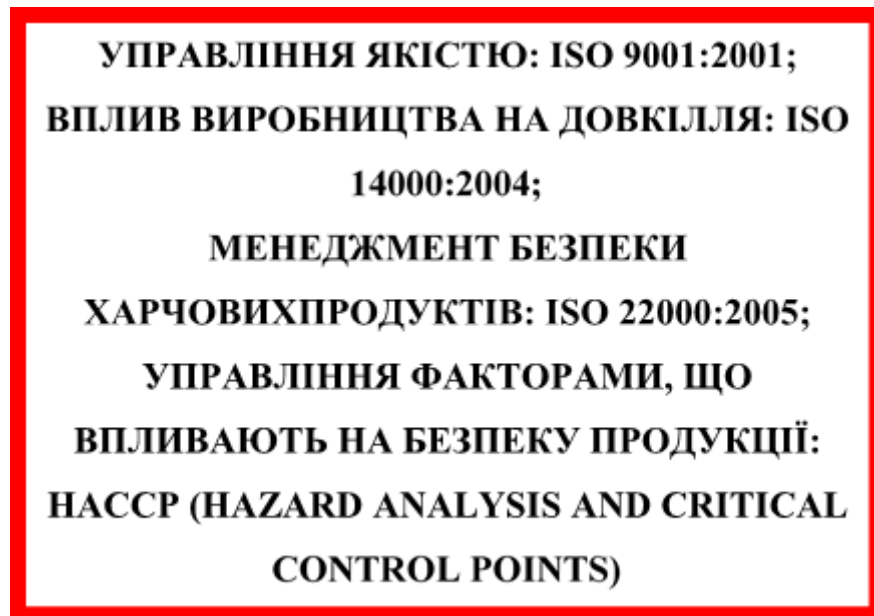 УПРАВЛІННЯ ЯКІСТЮ: ISO 9001:2001;
ВПЛИВ ВИРОБНИЦТВА НА ДОВКІЛЛЯ: ISO
14000:2004;
МЕНЕДЖМЕНТ БЕЗПЕКИ
ХАРЧОВИХПРОДУКТІВ: ISO 22000:2005;
УПРАВЛІННЯ ФАКТОРАМИ, ЩО
ВПЛИВАЮТЬ НА БЕЗПЕКУ ПРОДУКЦІЇ:
HACCP (HAZARD ANALYSIS AND CRITICAL
CONTROL POINTS)